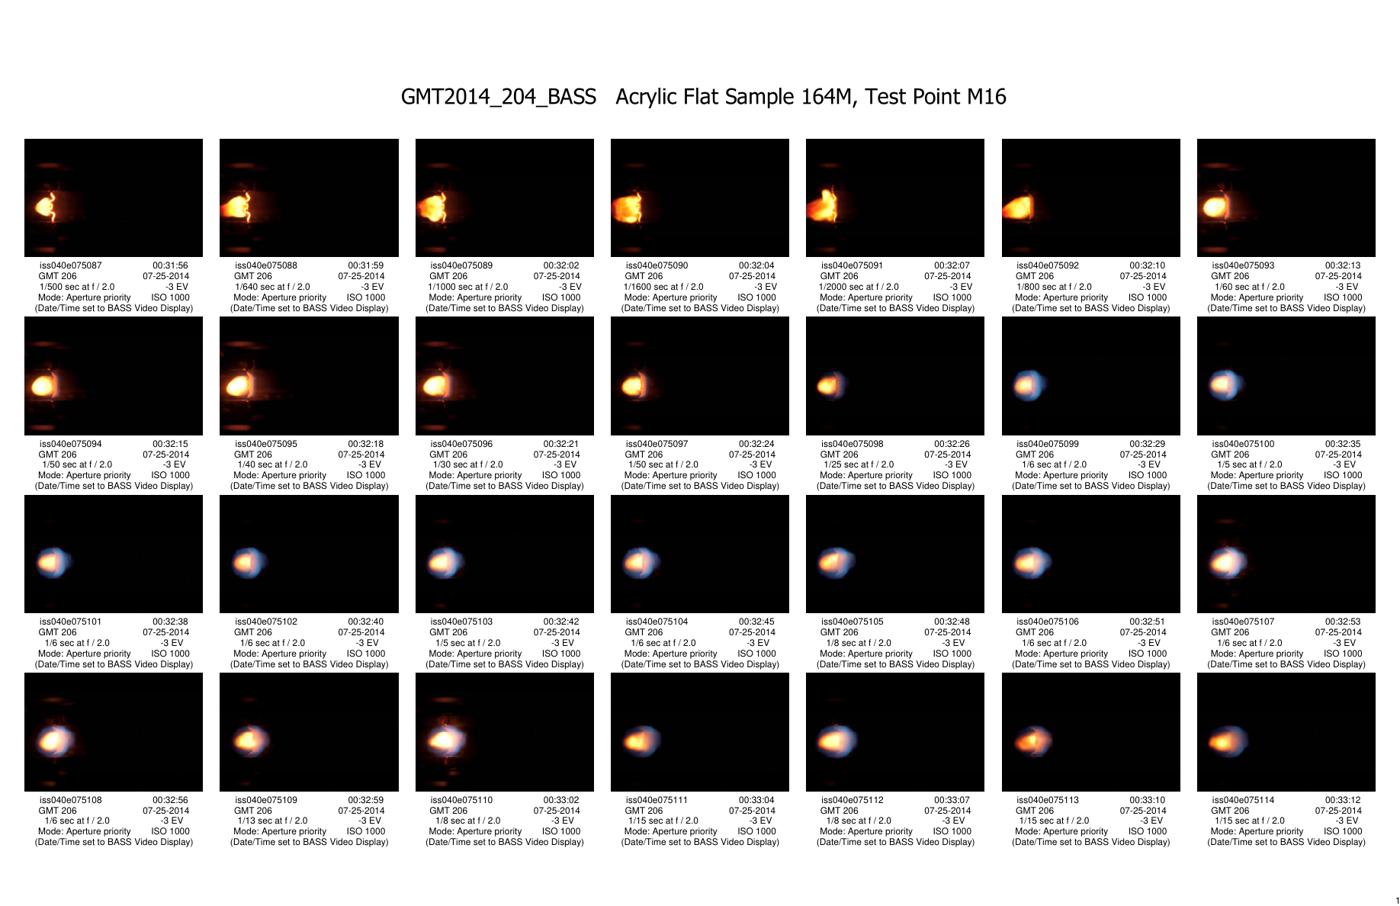 GMT2014_204_BASS Acrylic Flat Sample 164M, Test Point M16
iss040e075087 00:31:56
GMT 206 07-25-2014
1/500 sec at f / 2.0 -3 EV
Mode: Aperture priority ISO 1000
(Date/Time set to BASS Video Display)
iss040e075088 00:31:59
GMT 206 07-25-2014
1/640 sec at f / 2.0 -3 EV
Mode: Aperture priority ISO 1000
(Date/Time set to BASS Video Display)
iss040e075089 00:32:02
GMT 206 07-25-2014
1/1000 sec at f / 2.0 -3 EV
Mode: Aperture priority ISO 1000
(Date/Time set to BASS Video Display)
iss040e075090 00:32:04
GMT 206 07-25-2014
1/1600 sec at f / 2.0 -3 EV
Mode: Aperture priority ISO 1000
(Date/Time set to BASS Video Display)
iss040e075091 00:32:07
GMT 206 07-25-2014
1/2000 sec at f / 2.0 -3 EV
Mode: Aperture priority ISO 1000
(Date/Time set to BASS Video Display)
iss040e075092 00:32:10
GMT 206 07-25-2014
1/800 sec at f / 2.0 -3 EV
Mode: Aperture priority ISO 1000
(Date/Time set to BASS Video Display)
iss040e075093 00:32:13
GMT 206 07-25-2014
1/60 sec at f / 2.0 -3 EV
Mode: Aperture priority ISO 1000
(Date/Time set to BASS Video Display)
iss040e075094 00:32:15
GMT 206 07-25-2014
1/50 sec at f / 2.0 -3 EV
Mode: Aperture priority ISO 1000
(Date/Time set to BASS Video Display)
iss040e075095 00:32:18
GMT 206 07-25-2014
1/40 sec at f / 2.0 -3 EV
Mode: Aperture priority ISO 1000
(Date/Time set to BASS Video Display)
iss040e075096 00:32:21
GMT 206 07-25-2014
1/30 sec at f / 2.0 -3 EV
Mode: Aperture priority ISO 1000
(Date/Time set to BASS Video Display)
iss040e075097 00:32:24
GMT 206 07-25-2014
1/50 sec at f / 2.0 -3 EV
Mode: Aperture priority ISO 1000
(Date/Time set to BASS Video Display)
iss040e075098 00:32:26
GMT 206 07-25-2014
1/25 sec at f / 2.0 -3 EV
Mode: Aperture priority ISO 1000
(Date/Time set to BASS Video Display)
iss040e075099 00:32:29
GMT 206 07-25-2014
1/6 sec at f / 2.0 -3 EV
Mode: Aperture priority ISO 1000
(Date/Time set to BASS Video Display)
iss040e075100 00:32:35
GMT 206 07-25-2014
1/5 sec at f / 2.0 -3 EV
Mode: Aperture priority ISO 1000
(Date/Time set to BASS Video Display)
iss040e075101 00:32:38
GMT 206 07-25-2014
1/6 sec at f / 2.0 -3 EV
Mode: Aperture priority ISO 1000
(Date/Time set to BASS Video Display)
iss040e075102 00:32:40
GMT 206 07-25-2014
1/6 sec at f / 2.0 -3 EV
Mode: Aperture priority ISO 1000
(Date/Time set to BASS Video Display)
iss040e075103 00:32:42
GMT 206 07-25-2014
1/5 sec at f / 2.0 -3 EV
Mode: Aperture priority ISO 1000
(Date/Time set to BASS Video Display)
iss040e075104 00:32:45
GMT 206 07-25-2014
1/6 sec at f / 2.0 -3 EV
Mode: Aperture priority ISO 1000
(Date/Time set to BASS Video Display)
iss040e075105 00:32:48
GMT 206 07-25-2014
1/8 sec at f / 2.0 -3 EV
Mode: Aperture priority ISO 1000
(Date/Time set to BASS Video Display)
iss040e075106 00:32:51
GMT 206 07-25-2014
1/6 sec at f / 2.0 -3 EV
Mode: Aperture priority ISO 1000
(Date/Time set to BASS Video Display)
iss040e075107 00:32:53
GMT 206 07-25-2014
1/6 sec at f / 2.0 -3 EV
Mode: Aperture priority ISO 1000
(Date/Time set to BASS Video Display)
iss040e075108 00:32:56
GMT 206 07-25-2014
1/6 sec at f / 2.0 -3 EV
Mode: Aperture priority ISO 1000
(Date/Time set to BASS Video Display)
iss040e075109 00:32:59
GMT 206 07-25-2014
1/13 sec at f / 2.0 -3 EV
Mode: Aperture priority ISO 1000
(Date/Time set to BASS Video Display)
iss040e075110 00:33:02
GMT 206 07-25-2014
1/8 sec at f / 2.0 -3 EV
Mode: Aperture priority ISO 1000
(Date/Time set to BASS Video Display)
iss040e075111 00:33:04
GMT 206 07-25-2014
1/15 sec at f / 2.0 -3 EV
Mode: Aperture priority ISO 1000
(Date/Time set to BASS Video Display)
iss040e075112 00:33:07
GMT 206 07-25-2014
1/8 sec at f / 2.0 -3 EV
Mode: Aperture priority ISO 1000
(Date/Time set to BASS Video Display)
iss040e075113 00:33:10
GMT 206 07-25-2014
1/15 sec at f / 2.0 -3 EV
Mode: Aperture priority ISO 1000
(Date/Time set to BASS Video Display)
iss040e075114 00:33:12
GMT 206 07-25-2014
1/15 sec at f / 2.0 -3 EV
Mode: Aperture priority ISO 1000
(Date/Time set to BASS Video Display)